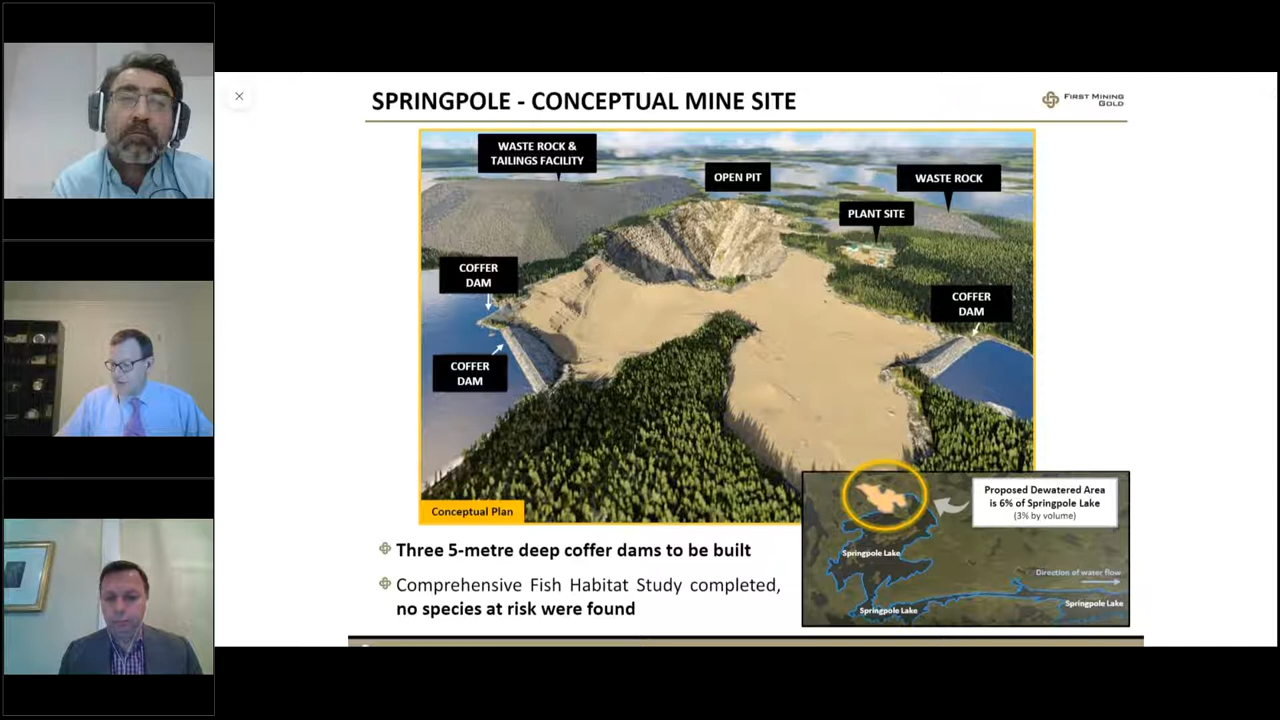 SPRINGPOLE - CONCEPTUAL MINE SITE
FIRST MINING
GOLD
WASTE ROCK &
TAILINGS FACILITY
OPEN PIT
WASTE ROCK
PLANT SITE
COFFER
DAM
COFFER
DAM
COFFER
DAM
Conceptual Plan
Proposed Dewatered Area
is 6% of Springpole Lake
(3% by volume)
Springpole Lake
Direction of water flow
Springpole Lake
Springpole Lake
Three 5-metre deep coffer dams to be built
Comprehensive Fish Habitat Study completed,
no species at risk were found